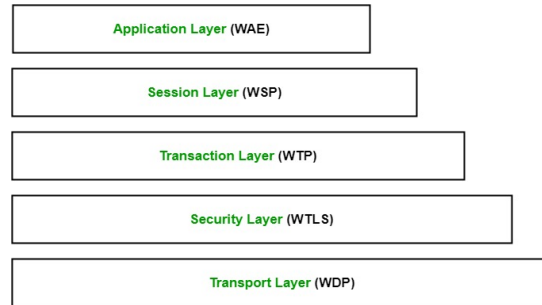 Application Layer (WAE)
Session Layer (WSP)
Transaction Layer (WTP)
Security Layer (WTLS)
Transport Layer (WDP)